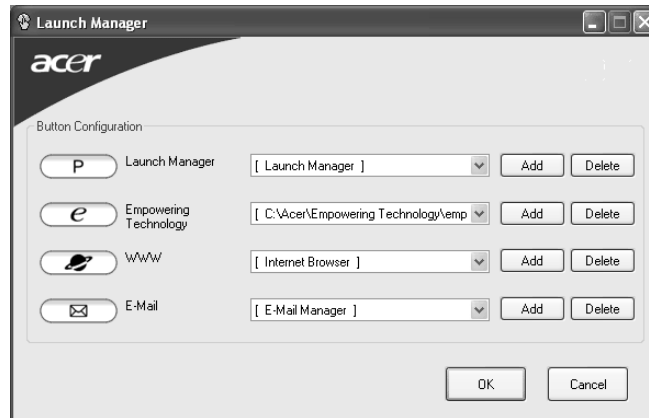 Launch Manager
acer
Button Configuration
P Launch Manager [ Launch Manager ] Add Delete
e Empowering
Technology [ C:\Acer\Empowering Technology\emp Add Delete
WWW [ Internet Browser ] Add Delete
E-Mail [ E-Mail Manager ] Add Delete
OK Cancel